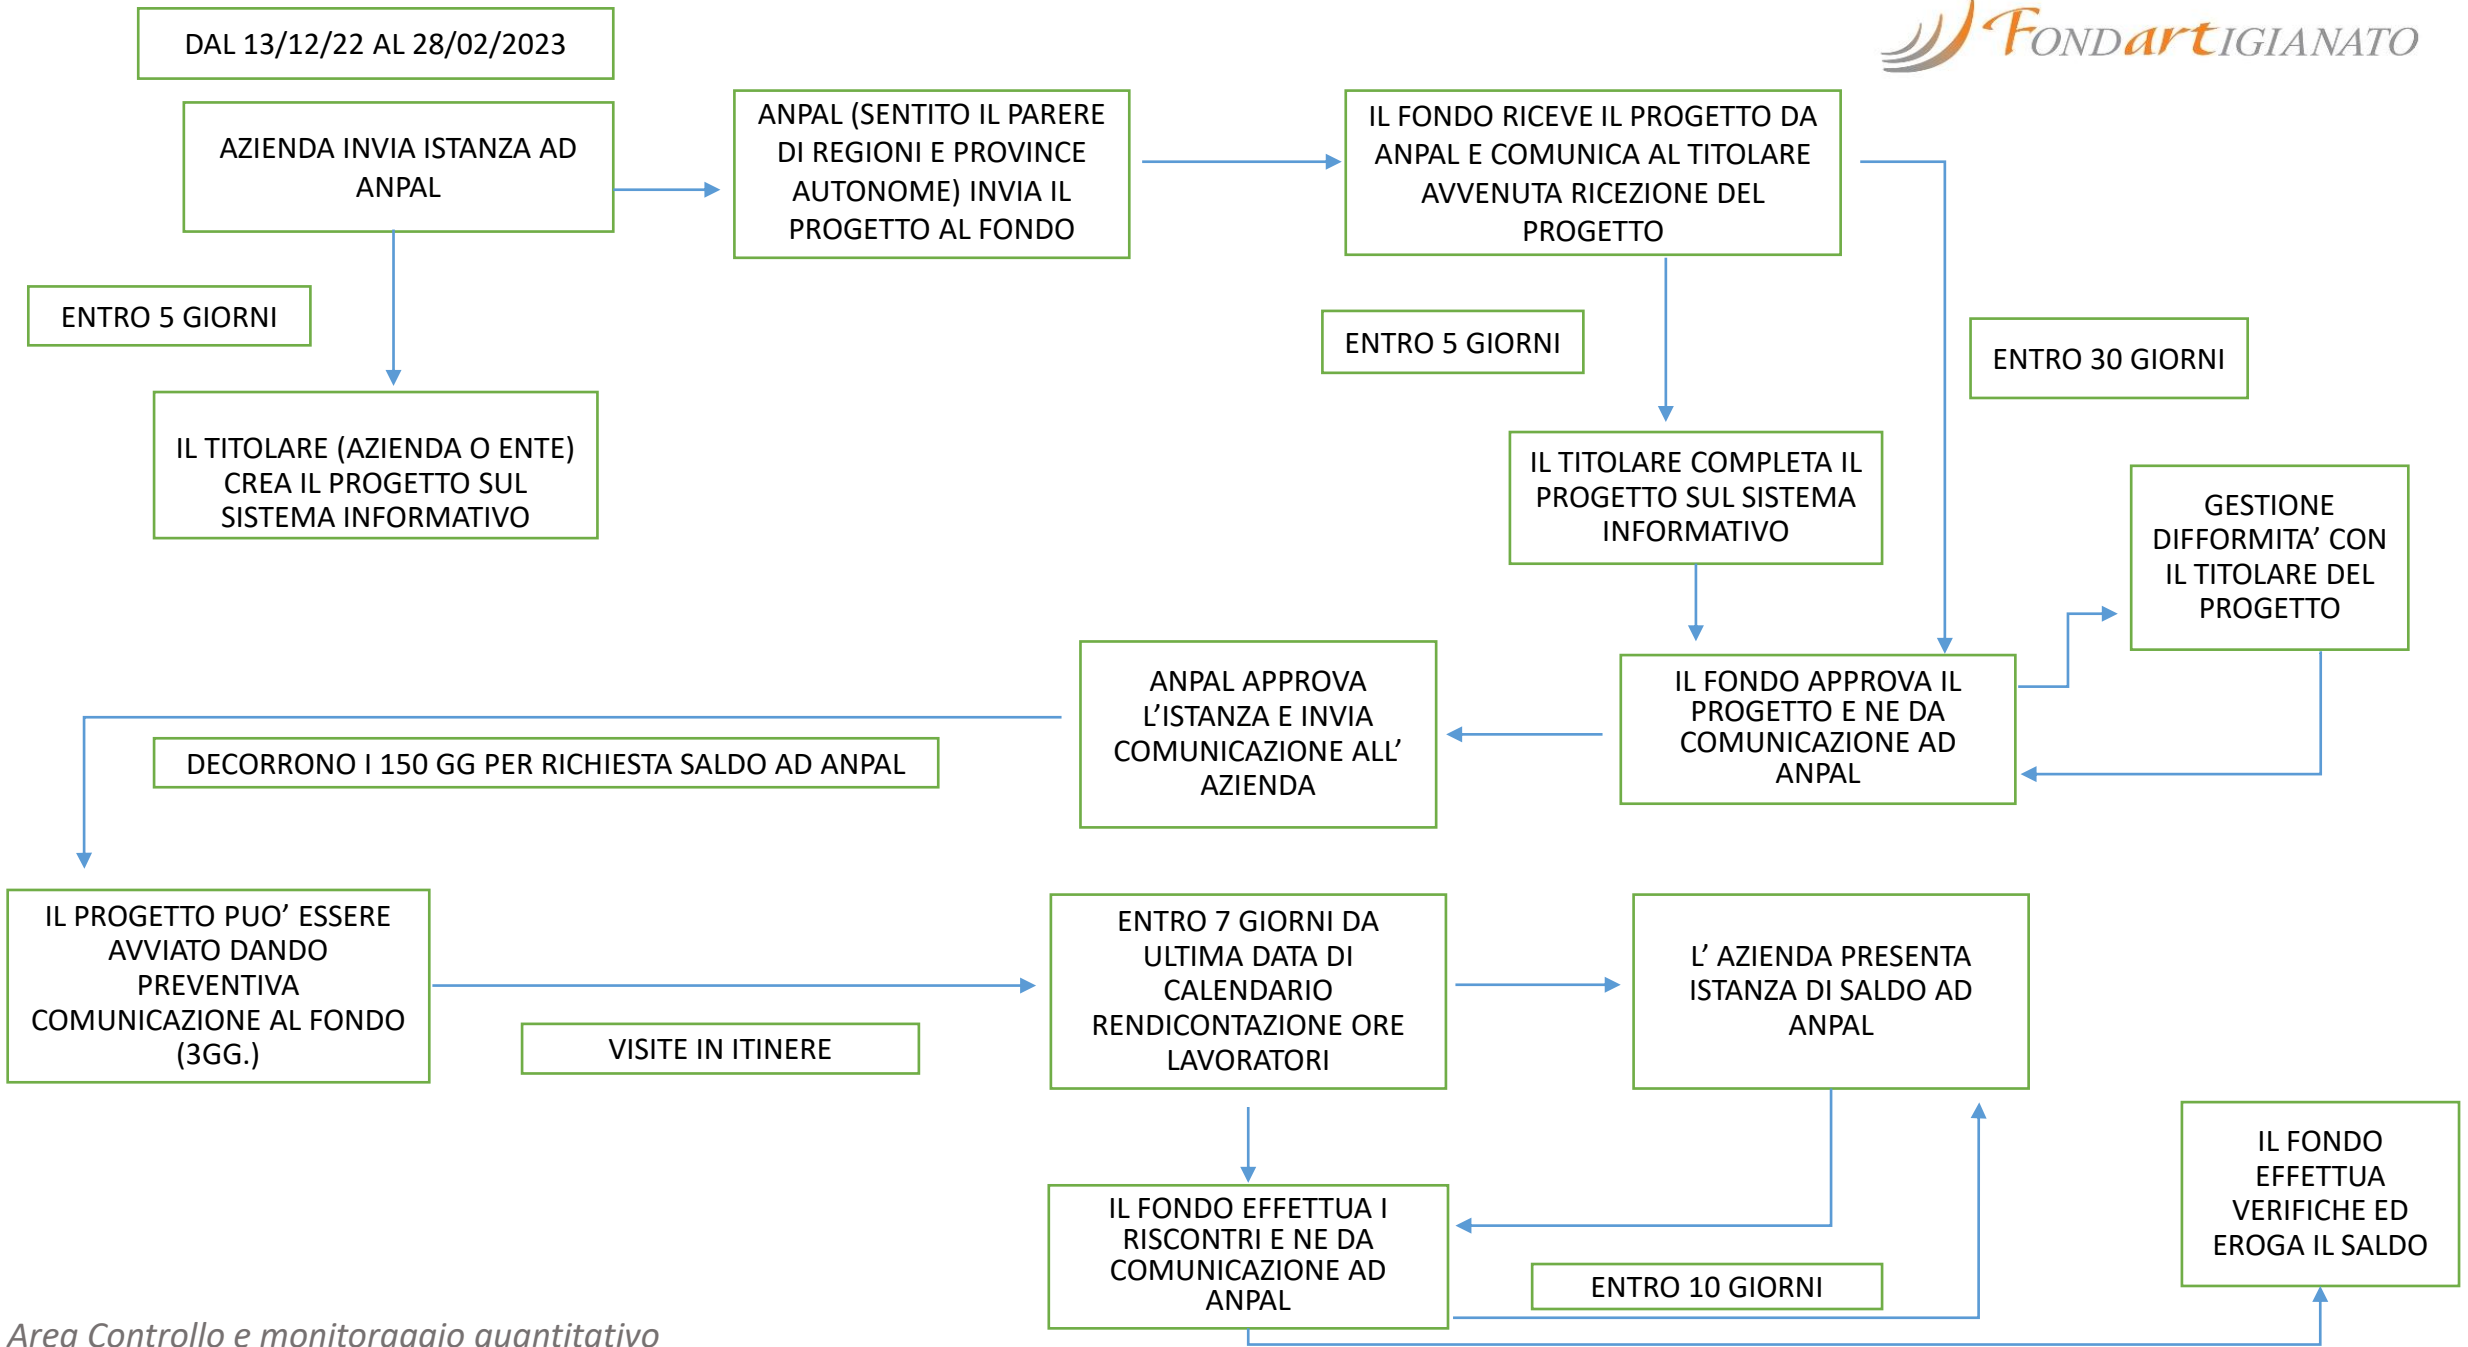 DAL 13/12/22 AL 28/02/2023
FONDARTIGIANATO
AZIENDA INVIA ISTANZA AD
ANPAL
ANPAL (SENTITO IL PARERE
DI REGIONI E PROVINCE
AUTONOME) INVIA IL
PROGETTO AL FONDO
IL FONDO RICEVE IL PROGETTO DA
ANPAL E COMUNICA AL TITOLARE
AVVENUTA RICEZIONE DEL
PROGETTO
ENTRO 5 GIORNI
ENTRO 5 GIORNI
ENTRO 30 GIORNI
IL TITOLARE (AZIENDA O ENTE)
CREA IL PROGETTO SUL
SISTEMA INFORMATIVO
IL TITOLARE COMPLETA IL
PROGETTO SUL SISTEMA
INFORMATIVO
GESTIONE
DIFFORMITA’ CON
IL TITOLARE DEL
PROGETTO
ANPAL APPROVA
L’ISTANZA E INVIA
COMUNICAZIONE ALL’
AZIENDA
IL FONDO APPROVA IL
PROGETTO E NE DA
COMUNICAZIONE AD
ANPAL
DECORRONO I 150 GG PER RICHIESTA SALDO AD ANPAL
IL PROGETTO PUO’ ESSERE
AVVIATO DANDO
PREVENTIVA
COMUNICAZIONE AL FONDO
(3GG.)
VISITE IN ITINERE
ENTRO 7 GIORNI DA
ULTIMA DATA DI
CALENDARIO
RENDICONTAZIONE ORE
LAVORATORI
L’ AZIENDA PRESENTA
ISTANZA DI SALDO AD
ANPAL
IL FONDO EFFETTUA I
RISCONTRI E NE DA
COMUNICAZIONE AD
ANPAL
ENTRO 10 GIORNI
IL FONDO
EFFETTUA
VERIFICHE ED
EROGA IL SALDO
Area Controllo e monitoraggio quantitativo